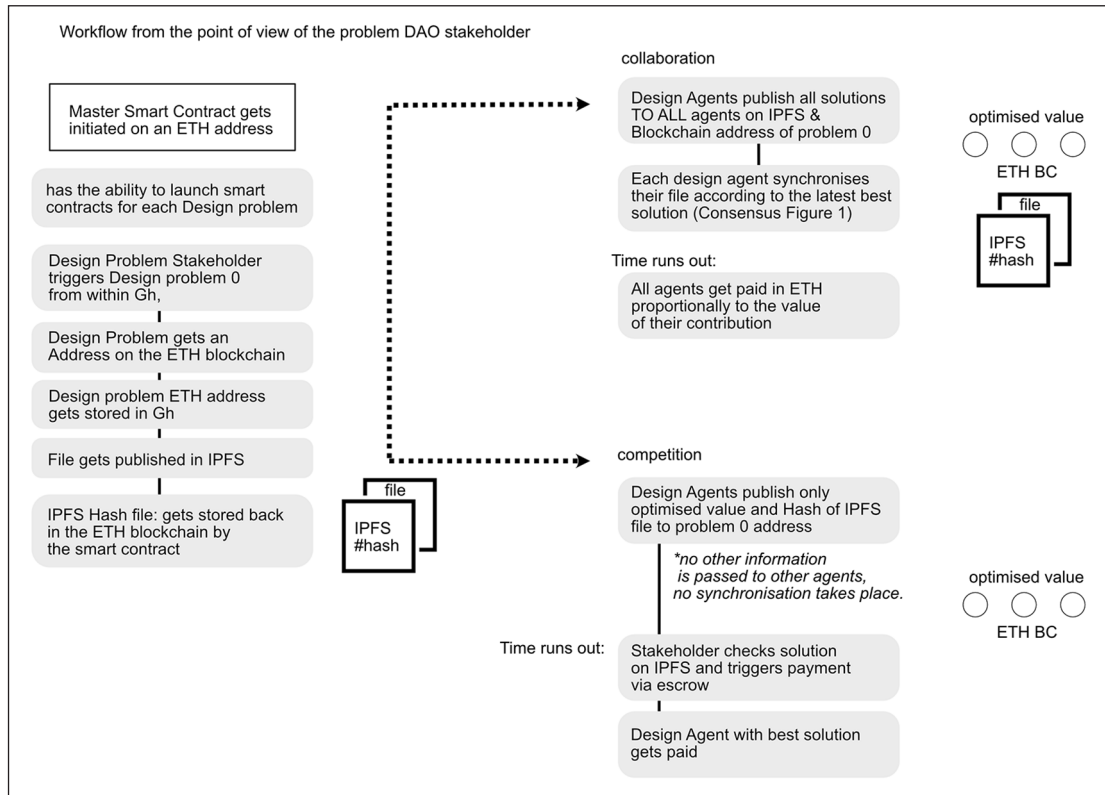 Workflow from the point of view of the problem DAO stakeholder
Master Smart Contract gets
initiated on an ETH address
has the ability to launch smart
contracts for each Design problem
Design Problem Stakeholder
triggers Design problem 0
from within Gh,
Design Problem gets an
Address on the ETH blockchain
Design problem ETH address
gets stored in Gh
File gets published in IPFS
IPFS Hash file: gets stored back
in the ETH blockchain by
the smart contract
file
IPFS
#hash
collaboration
Design Agents publish all solutions
TO ALL agents on IPFS &
Blockchain address of problem 0
Each design agent synchronises
their file according to the latest best
solution (Consensus Figure 1)
Time runs out:
All agents get paid in ETH
proportionally to the value
of their contribution
optimised value
ETH BC
file
IPFS
#hash
competition
Design Agents publish only
optimised value and Hash of IPFS
file to problem 0 address
*no other information
is passed to other agents,
no synchronisation takes place.
Time runs out:
Stakeholder checks solution
on IPFS and triggers payment
via escrow
Design Agent with best solution
gets paid
optimised value
ETH BC